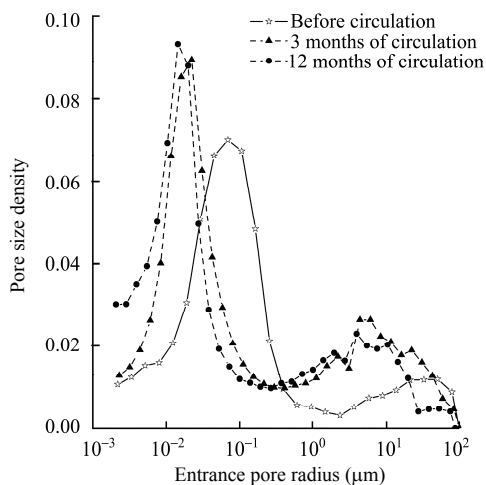 Before circulation
3 months of circulation
12 months of circulation
Pore size density
0.10
0.08
0.06
0.04
0.02
0.00
10⁻³ 10⁻² 10⁻¹ 10⁰ 10¹ 10²
Entrance pore radius (μm)